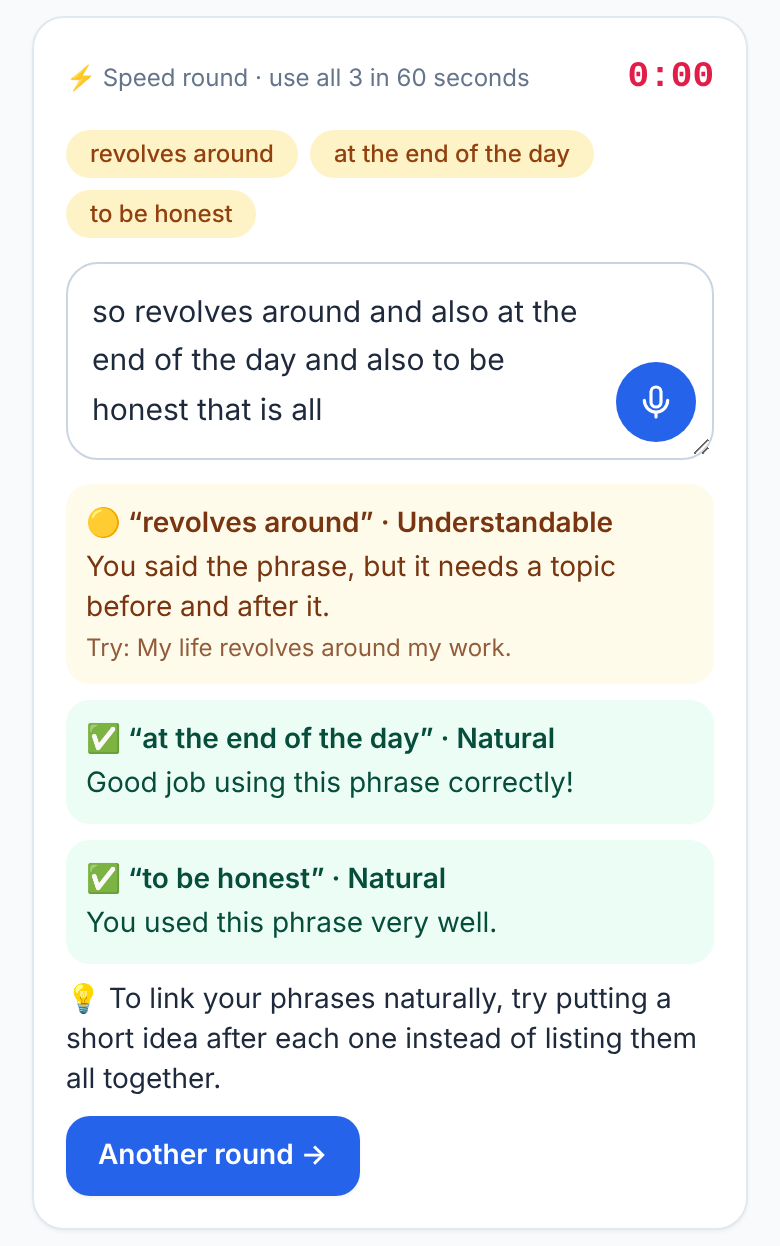 ⚡ Speed round · use all 3 in 60 seconds 0:00
revolves around at the end of the day
to be honest
so revolves around and also at the
end of the day and also to be
honest that is all
🟡 “revolves around” · Understandable
You said the phrase, but it needs a topic
before and after it.
Try: My life revolves around my work.
✅ “at the end of the day” · Natural
Good job using this phrase correctly!
✅ “to be honest” · Natural
You used this phrase very well.
💡 To link your phrases naturally, try putting a
short idea after each one instead of listing them
all together.
Another round →